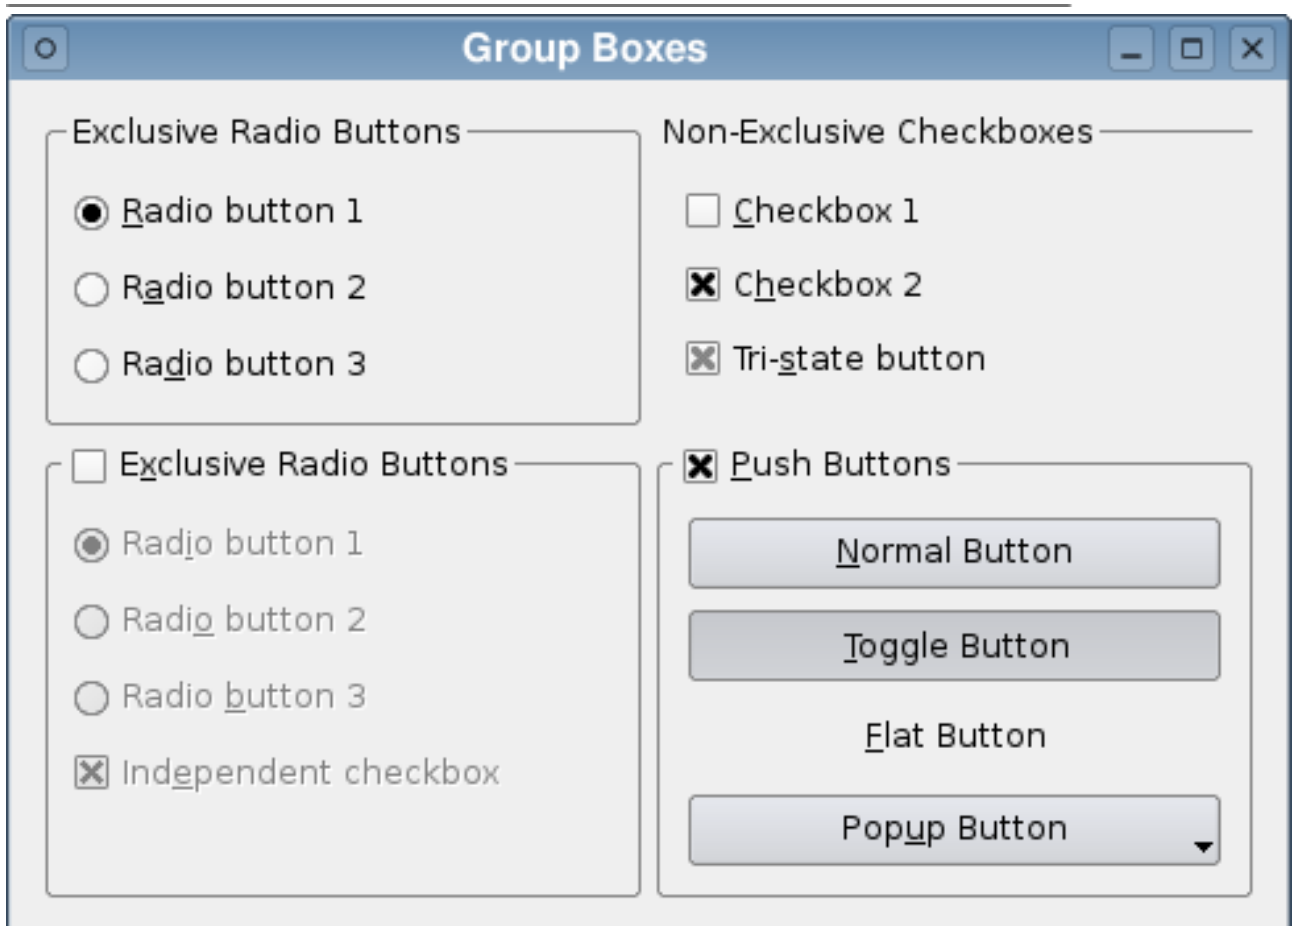 Group Boxes
Exclusive Radio Buttons
Radio button 1
Radio button 2
Radio button 3
Non-Exclusive Checkboxes
Checkbox 1
Checkbox 2
Tri-state button
Exclusive Radio Buttons
Radio button 1
Radio button 2
Radio button 3
Independent checkbox
Push Buttons
Normal Button
Toggle Button
Flat Button
Popup Button